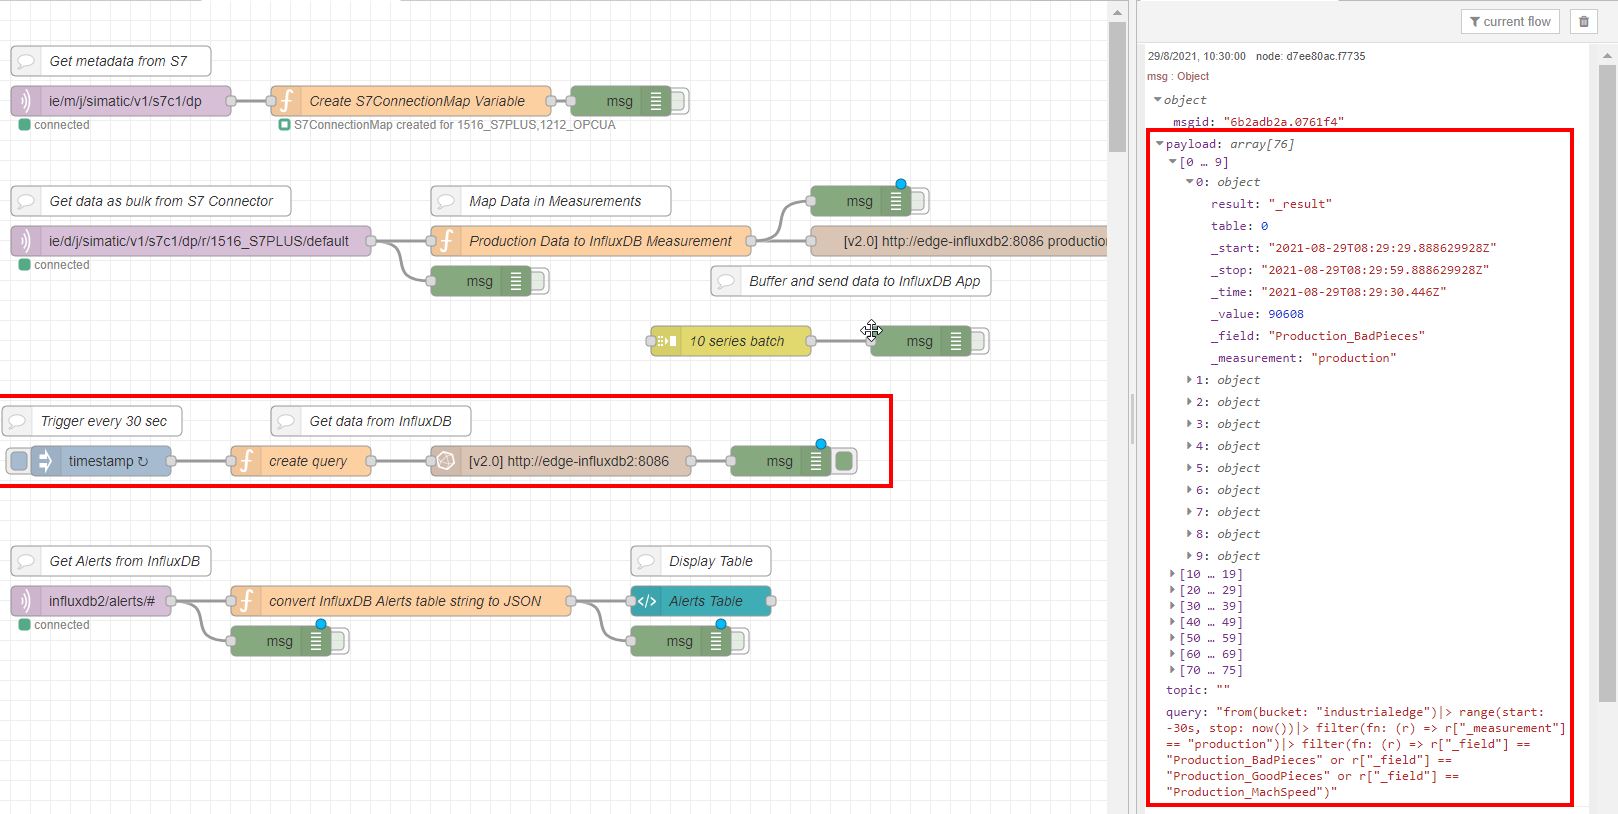 Get metadata from S7
ie/m/j/simatic/v1/s7c1/dp
Create S7ConnectionMap Variable
msg
connected
S7ConnectionMap created for 1516_S7PLUS,1212_OPCUA
Get data as bulk from S7 Connector
Map Data in Measurements
msg
ie/d/j/simatic/v1/s7c1/dp/r/1516_S7PLUS/default
Production Data to InfluxDB Measurement
[v2.0] http://edge-influxdb2:8086 productio
connected
msg
Buffer and send data to InfluxDB App
10 series batch
msg
Trigger every 30 sec
Get data from InfluxDB
timestamp ↻
create query
[v2.0] http://edge-influxdb2:8086
msg
Get Alerts from InfluxDB
Display Table
influxdb2/alerts/#
convert InfluxDB Alerts table string to JSON
Alerts Table
connected
msg
msg
current flow
29/8/2021, 10:30:00 node: d7ee80ac.f7735
msg : Object
object
msgid: "6b2adb2a.0761f4"
payload: array[76]
[0 … 9]
0: object
result: "_result"
table: 0
_start: "2021-08-29T08:29:29.888629928Z"
_stop: "2021-08-29T08:29:59.888629928Z"
_time: "2021-08-29T08:29:30.446Z"
_value: 90608
_field: "Production_BadPieces"
_measurement: "production"
1: object
2: object
3: object
4: object
5: object
6: object
7: object
8: object
9: object
[10 … 19]
[20 … 29]
[30 … 39]
[40 … 49]
[50 … 59]
[60 … 69]
[70 … 75]
topic: ""
query: "from(bucket: "industrialedge")|> range(start:
-30s, stop: now())|> filter(fn: (r) => r["_measurement"]
== "production")|> filter(fn: (r) => r["_field"] ==
"Production_BadPieces" or r["_field"] ==
"Production_GoodPieces" or r["_field"] ==
"Production_MachSpeed")"